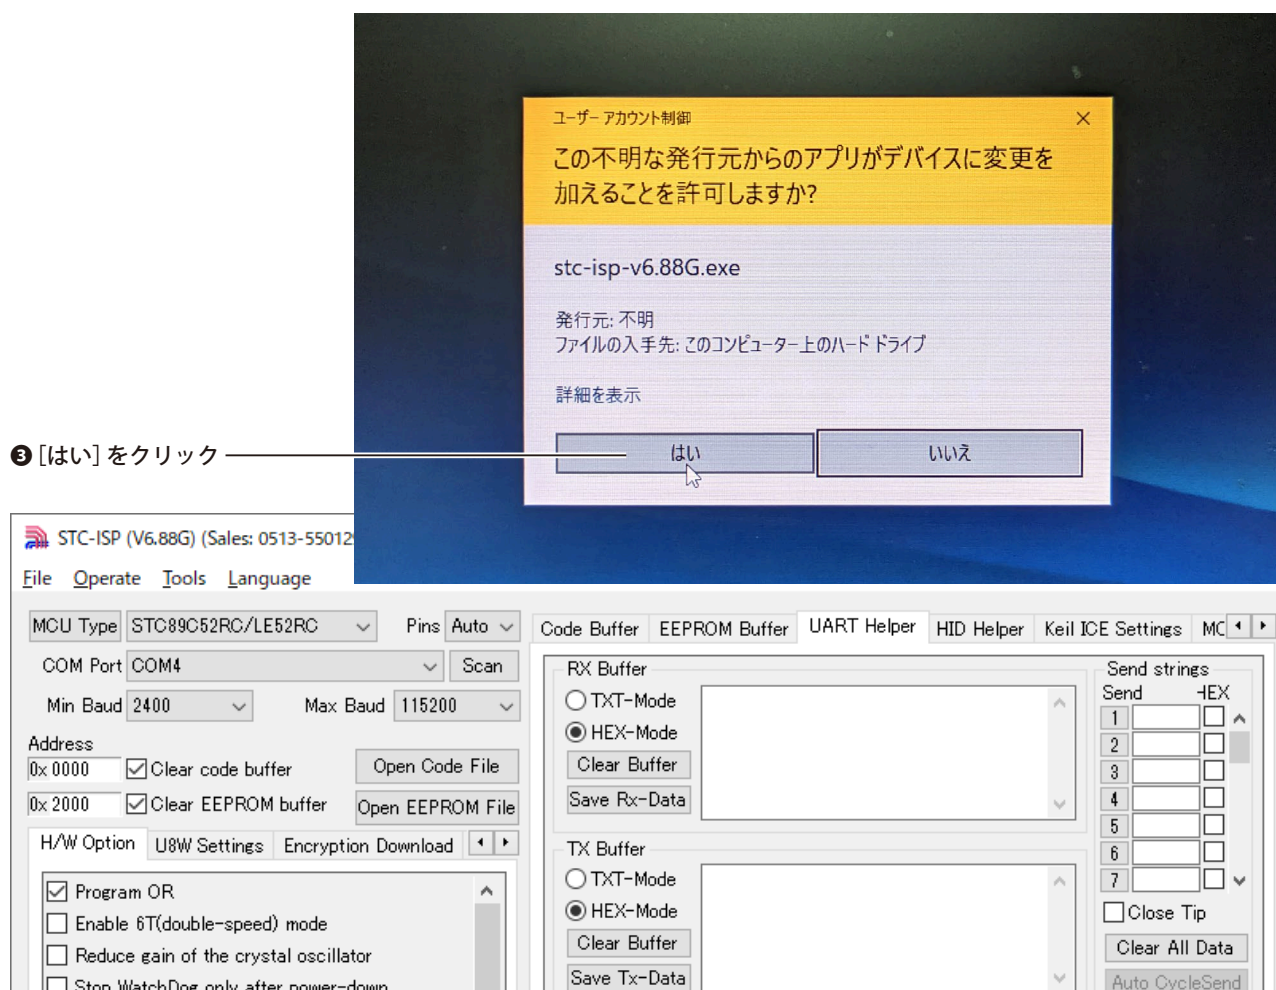 ユーザー アカウント制御
この不明な発行元からのアプリがデバイスに変更を
加えることを許可しますか?
stc-isp-v6.88G.exe
発行元: 不明
ファイルの入手先: このコンピューター上のハード ドライブ
詳細を表示
はい
いいえ
❸ [はい] をクリック
STC-ISP (V6.88G) (Sales: 0513-55012
File Operate Tools Language
MCU Type STC89C52RC/LE52RC Pins Auto
COM Port COM4 Scan
Min Baud 2400 Max Baud 115200
Address
0x 0000 Clear code buffer Open Code File
0x 2000 Clear EEPROM buffer Open EEPROM File
H/W Option U8W Settings Encryption Download
Program OR
Enable 6T(double-speed) mode
Reduce gain of the crystal oscillator
Stop WatchDog only after power-down
Code Buffer EEPROM Buffer UART Helper HID Helper Keil ICE Settings MC
RX Buffer
TXT-Mode
HEX-Mode
Clear Buffer
Save Rx-Data
TX Buffer
TXT-Mode
HEX-Mode
Clear Buffer
Save Tx-Data
Send strings
Send HEX
1
2
3
4
5
6
7
Close Tip
Clear All Data
Auto CycleSend